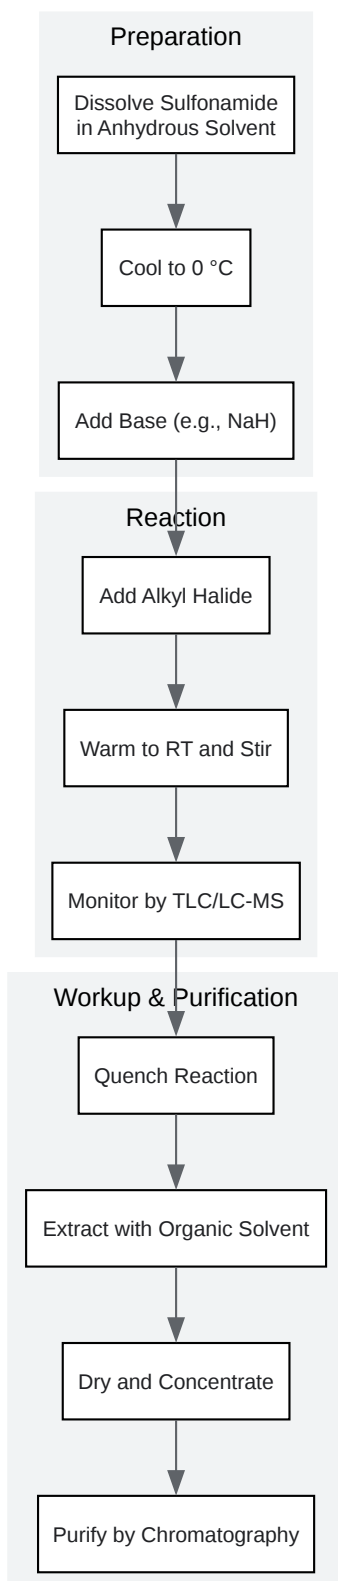 Preparation
Dissolve Sulfonamide
in Anhydrous Solvent
Cool to 0 °C
Add Base (e.g., NaH)
Reaction
Add Alkyl Halide
Warm to RT and Stir
Monitor by TLC/LC-MS
Workup & Purification
Quench Reaction
Extract with Organic Solvent
Dry and Concentrate
Purify by Chromatography